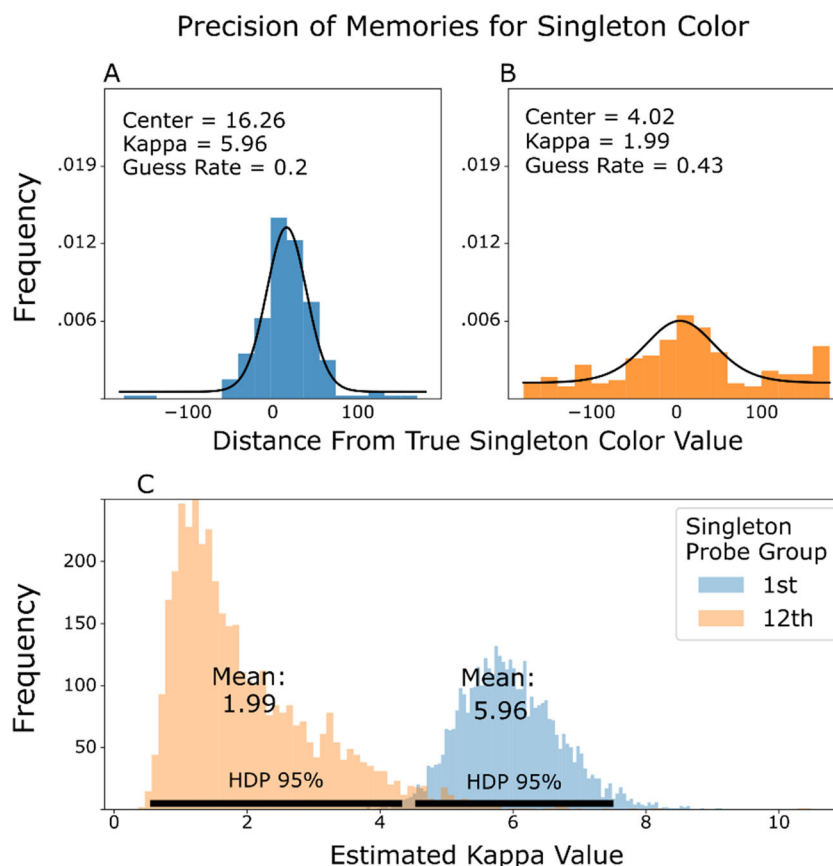 Precision of Memories for Singleton Color
A
Center = 16.26
Kappa = 5.96
Guess Rate = 0.2
.019
.012
.006
Frequency
−100
0
100
B
Center = 4.02
Kappa = 1.99
Guess Rate = 0.43
.019
.012
.006
−100
0
100
Distance From True Singleton Color Value
C
Singleton
Probe Group
1st
12th
200
150
100
50
Frequency
Mean:
1.99
Mean:
5.96
HDP 95%
HDP 95%
0
2
4
6
8
10
Estimated Kappa Value